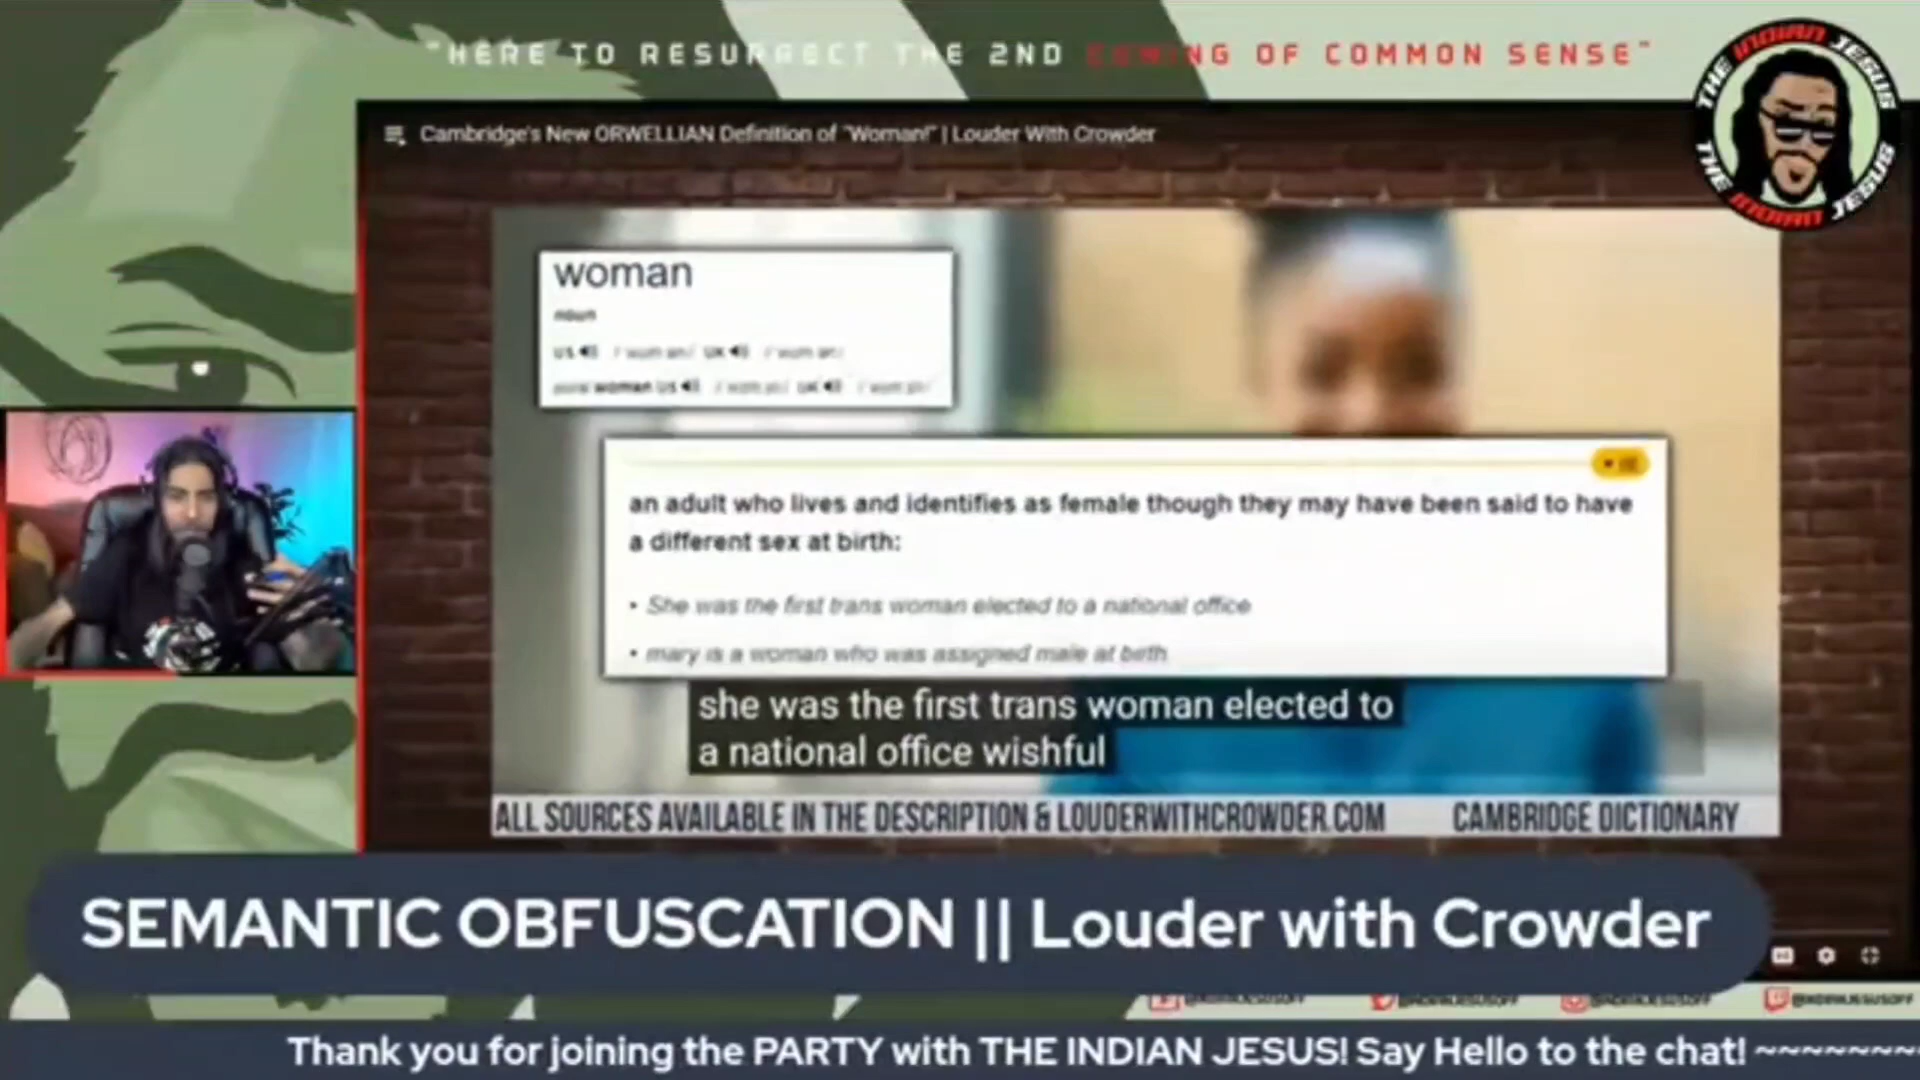 "HERE TO RESURRECT THE 2ND COMING OF COMMON SENSE"
THE INDIAN JESUS
THE INDIAN JESUS
Cambridge's New ORWELLIAN Definition of "Woman!" | Louder With Crowder
woman
noun
US UK
woman US UK
an adult who lives and identifies as female though they may have been said to have
a different sex at birth:
• She was the first trans woman elected to a national office
• mary is a woman who was assigned male at birth
she was the first trans woman elected to
a national office wishful
ALL SOURCES AVAILABLE IN THE DESCRIPTION & LOUDERWITHCROWDER.COM CAMBRIDGE DICTIONARY
SEMANTIC OBFUSCATION || Louder with Crowder
Thank you for joining the PARTY with THE INDIAN JESUS! Say Hello to the chat! ~~~~~~~~